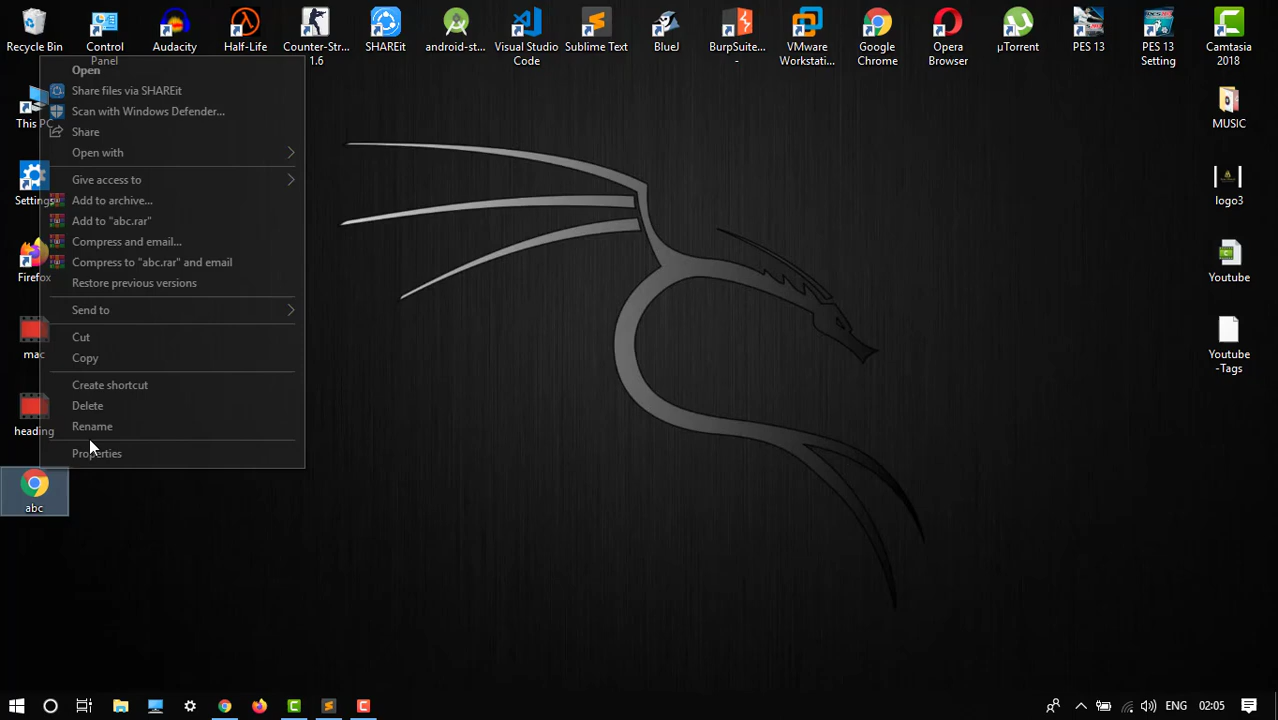 Recycle Bin
Control
Panel
Audacity
Half-Life
Counter-Str...
1.6
SHAREit
android-st...
Visual Studio
Code
Sublime Text
BlueJ
BurpSuite...
-
VMware
Workstati...
Google
Chrome
Opera
Browser
µTorrent
PES 13
PES 13
Setting
Camtasia
2018
This PC
Settings
Firefox
mac
heading
abc
Open
Share files via SHAREit
Scan with Windows Defender...
Share
Open with
Give access to
Add to archive...
Add to "abc.rar"
Compress and email...
Compress to "abc.rar" and email
Restore previous versions
Send to
Cut
Copy
Create shortcut
Delete
Rename
Properties
MUSIC
logo3
Youtube
Youtube
-Tags
ENG
02:05